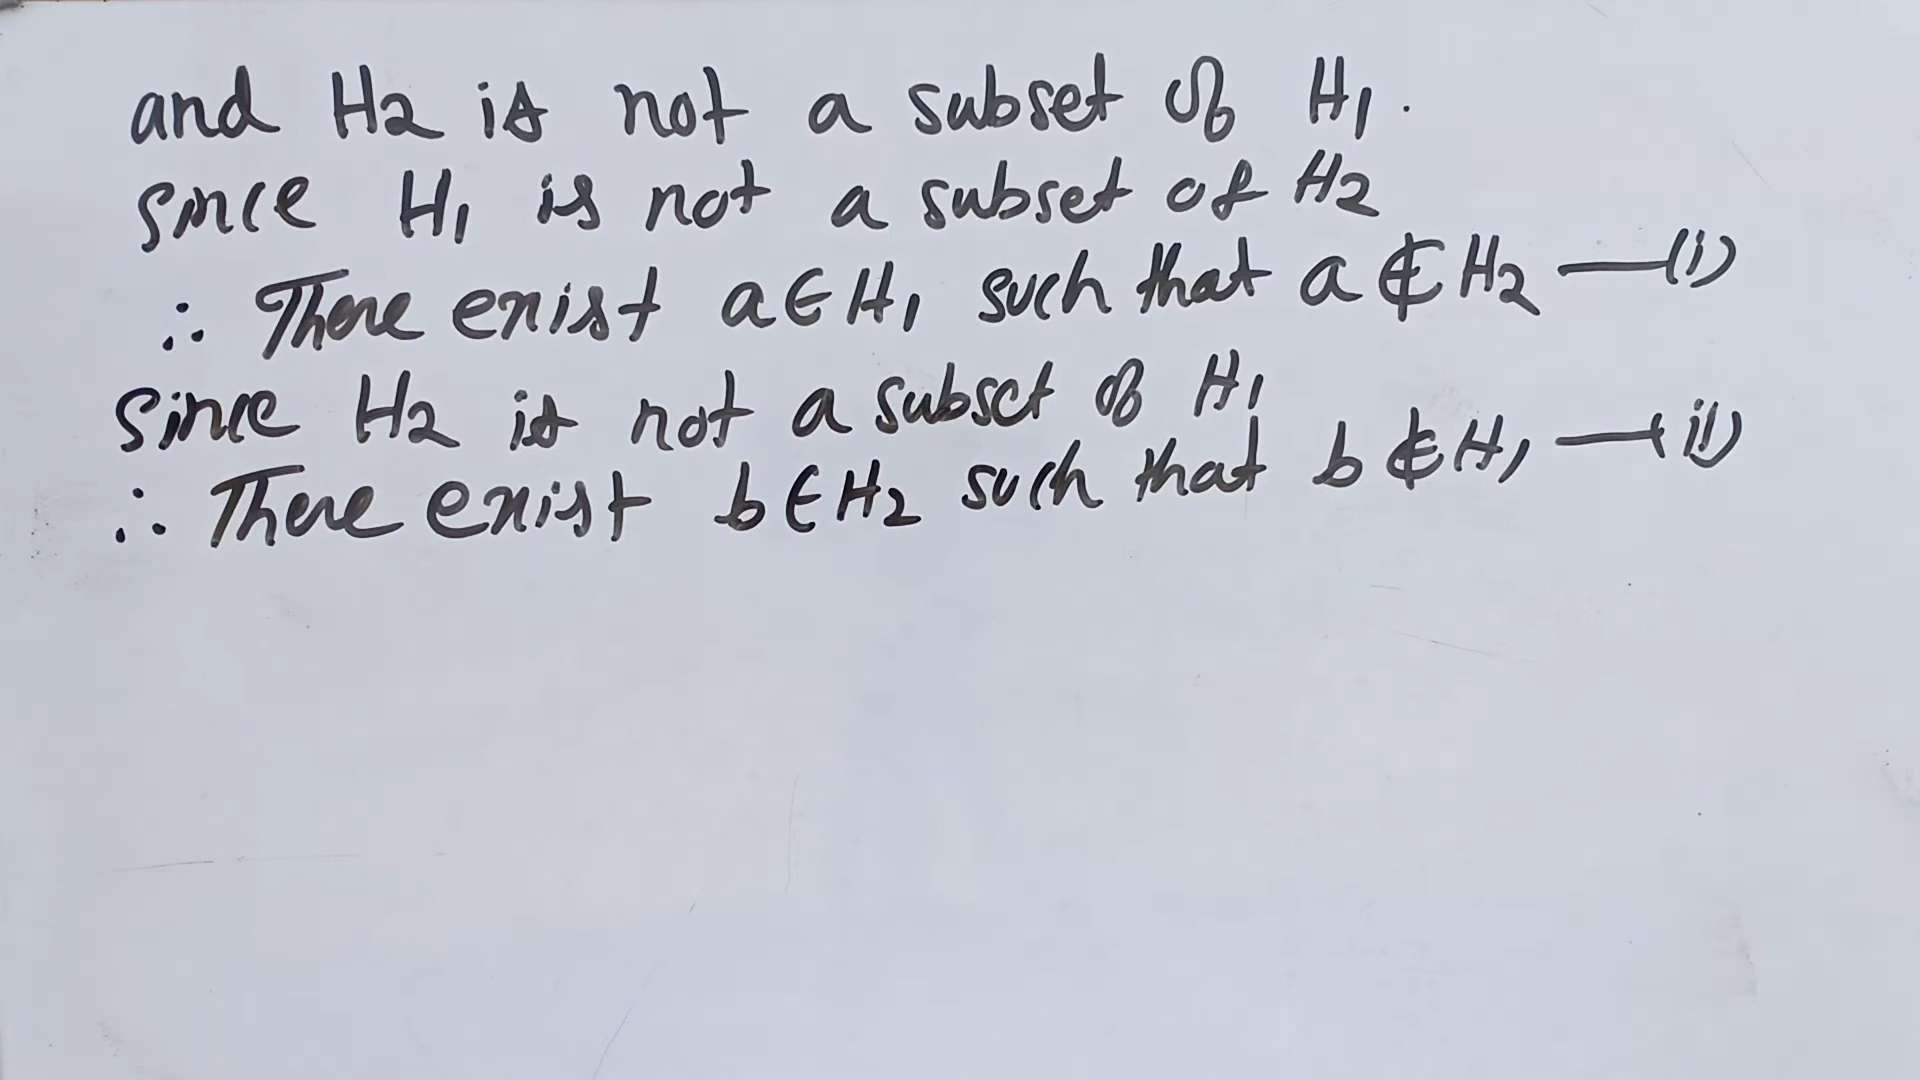 and H2 is not a subset of H1.
since H1 is not a subset of H2
∴ There exist a∈H1 such that a ∉ H2 —(i)
Since H2 is not a subset of H1
∴ There exist b∈H2 such that b ∉ H1 —(ii)